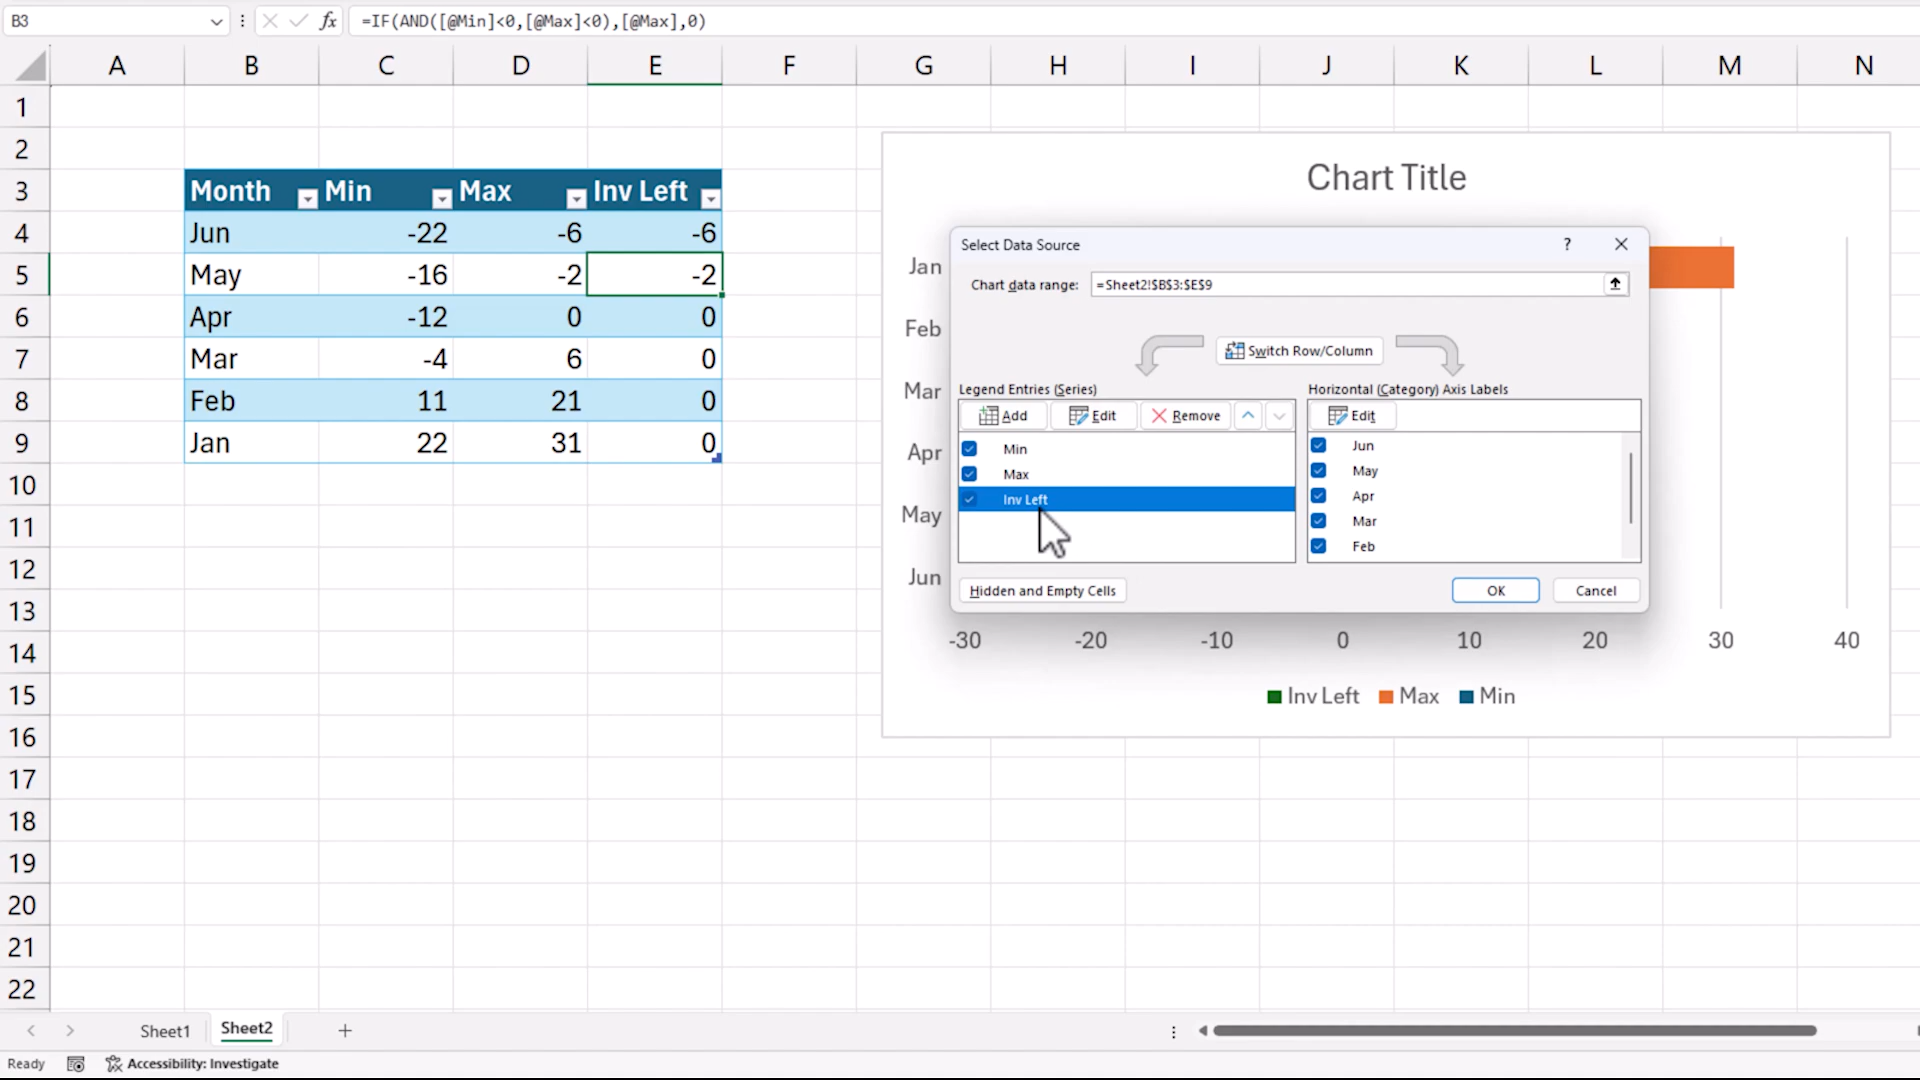 B3
fx
=IF(AND([@Min]<0,[@Max]<0),[@Max],0)
A B C D E F G H I J K L M N
1
2
3 Month Min Max Inv Left
4 Jun -22 -6 -6
5 May -16 -2 -2
6 Apr -12 0 0
7 Mar -4 6 0
8 Feb 11 21 0
9 Jan 22 31 0
10
11
12
13
14
15
16
17
18
19
20
21
22
Chart Title
Jan
Feb
Mar
Apr
May
Jun
-30 -20 -10 0 10 20 30 40
Inv Left Max Min
Select Data Source
?
Chart data range: =Sheet2!$B$3:$E$9
Switch Row/Column
Legend Entries (Series)
Add Edit Remove
Min
Max
Inv Left
Horizontal (Category) Axis Labels
Edit
Jun
May
Apr
Mar
Feb
Hidden and Empty Cells
OK Cancel
Sheet1 Sheet2 +
Ready Accessibility: Investigate